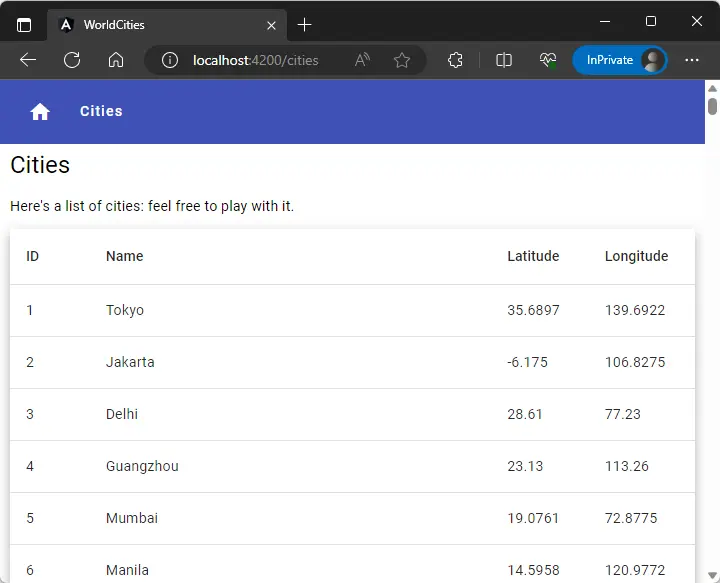 WorldCities
localhost:4200/cities
InPrivate
Cities
Cities
Here's a list of cities: feel free to play with it.
ID Name Latitude Longitude
1 Tokyo 35.6897 139.6922
2 Jakarta -6.175 106.8275
3 Delhi 28.61 77.23
4 Guangzhou 23.13 113.26
5 Mumbai 19.0761 72.8775
6 Manila 14.5958 120.9772